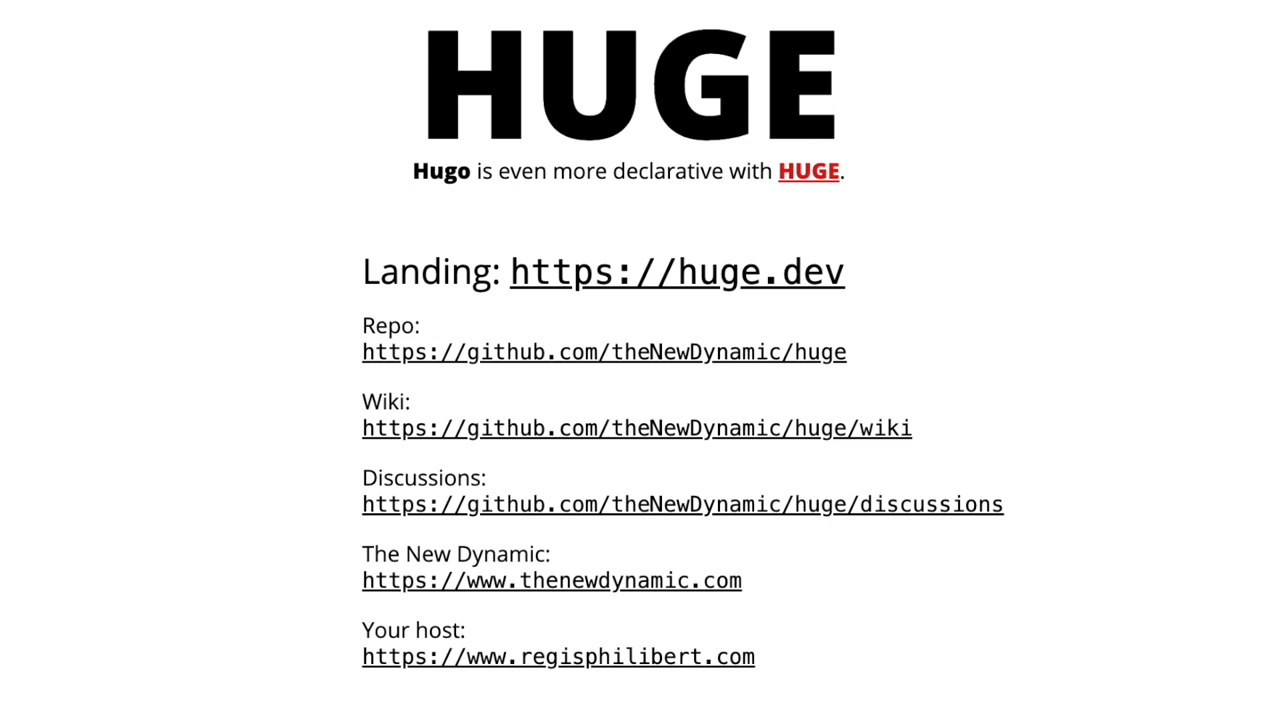 HUGE
Hugo is even more declarative with HUGE.
Landing: https://huge.dev
Repo:
https://github.com/theNewDynamic/huge
Wiki:
https://github.com/theNewDynamic/huge/wiki
Discussions:
https://github.com/theNewDynamic/huge/discussions
The New Dynamic:
https://www.thenewdynamic.com
Your host:
https://www.regisphilibert.com